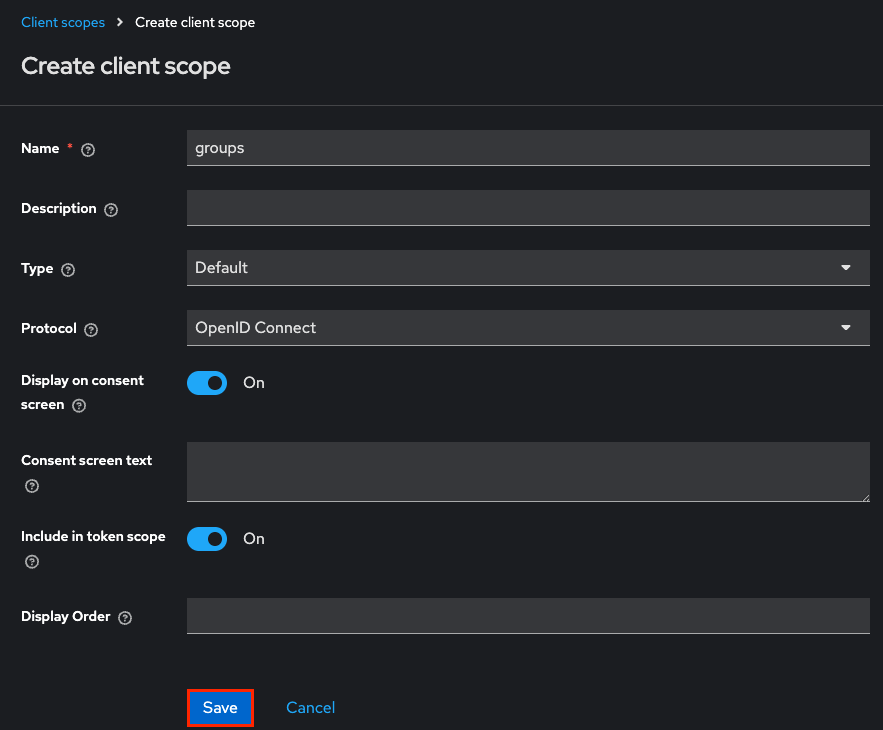 Client scopes > Create client scope
Create client scope
Name *
groups
Description
Type
Default
Protocol
OpenID Connect
Display on consent
screen
On
Consent screen text
Include in token scope
On
Display Order
Save Cancel